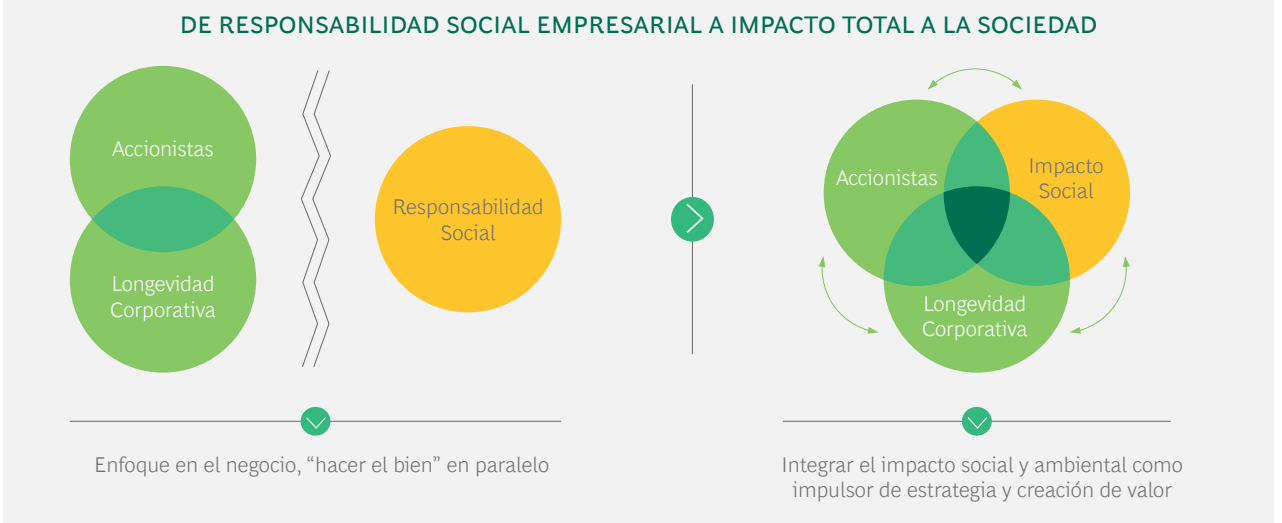 DE RESPONSABILIDAD SOCIAL EMPRESARIAL A IMPACTO TOTAL A LA SOCIEDAD
Accionistas
Longevidad
Corporativa
Responsabilidad
Social
Enfoque en el negocio, “hacer el bien” en paralelo
Accionistas
Impacto
Social
Longevidad
Corporativa
Integrar el impacto social y ambiental como
impulsor de estrategia y creación de valor